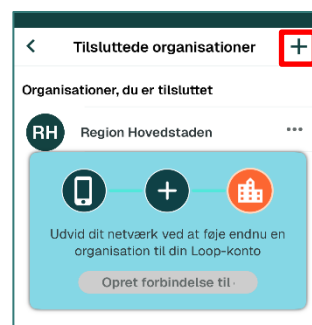 Tilsluttede organisationer
Organisationer, du er tilsluttet
RH Region Hovedstaden
Udvid dit netværk ved at føje endnu en
organisation til din Loop-konto
Opret forbindelse til